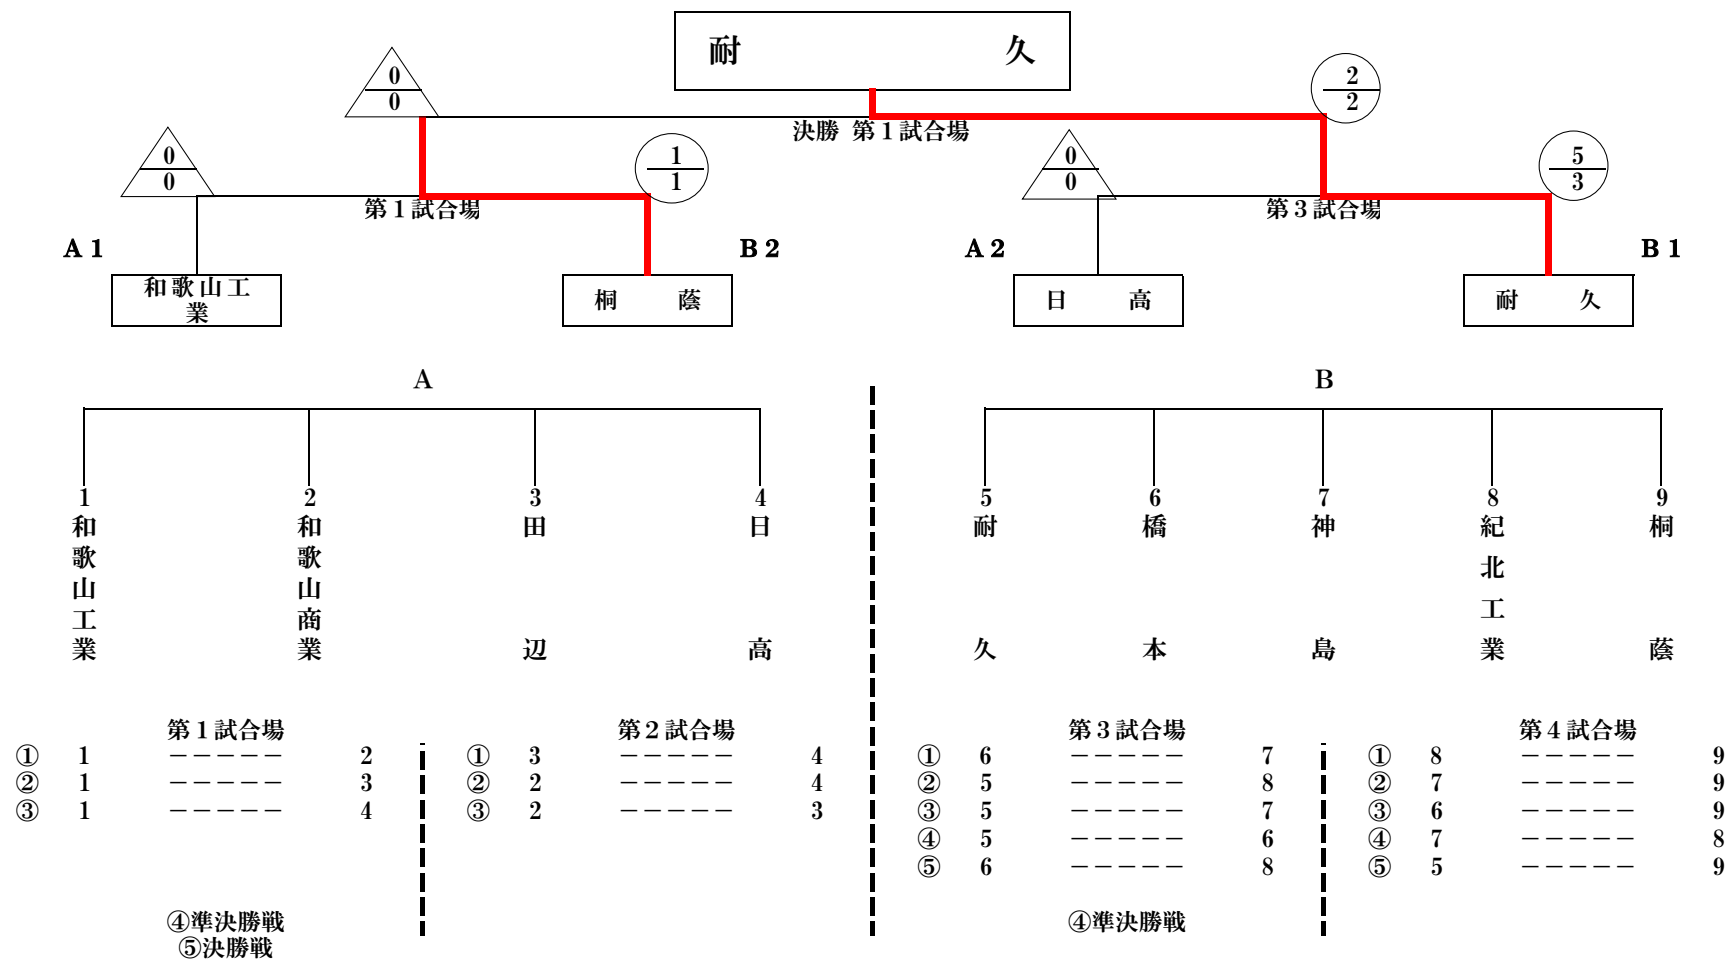 耐 久
0
0
2
2
決勝 第1試合場
0
0
1
1
0
0
5
3
第1試合場
第3試合場
A1
B2
A2
B1
和歌山工
業
桐 蔭
日 高
耐 久
A
B
1 2 3 4 5 6 7 8 9
和歌山工業
和歌山商業
田辺
日高
耐久
橋本
神島
紀北工業
桐蔭
第1試合場
① 1 ----- 2
② 1 ----- 3
③ 1 ----- 4
④準決勝戦
⑤決勝戦
第2試合場
① 3 ----- 4
② 2 ----- 4
③ 2 ----- 3
第3試合場
① 6 ----- 7
② 5 ----- 8
③ 5 ----- 7
④ 5 ----- 6
⑤ 6 ----- 8
④準決勝戦
第4試合場
① 8 ----- 9
② 7 ----- 9
③ 6 ----- 9
④ 7 ----- 8
⑤ 5 ----- 9